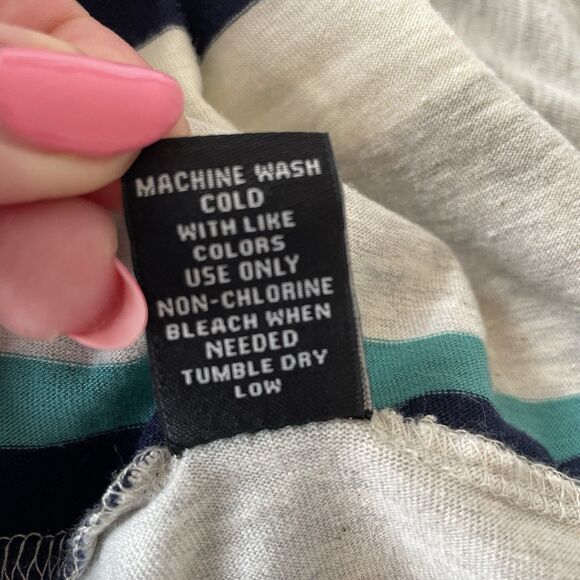 MACHINE WASH
COLD
WITH LIKE
COLORS
USE ONLY
NON-CHLORINE
BLEACH WHEN
NEEDED
TUMBLE DRY
LOW